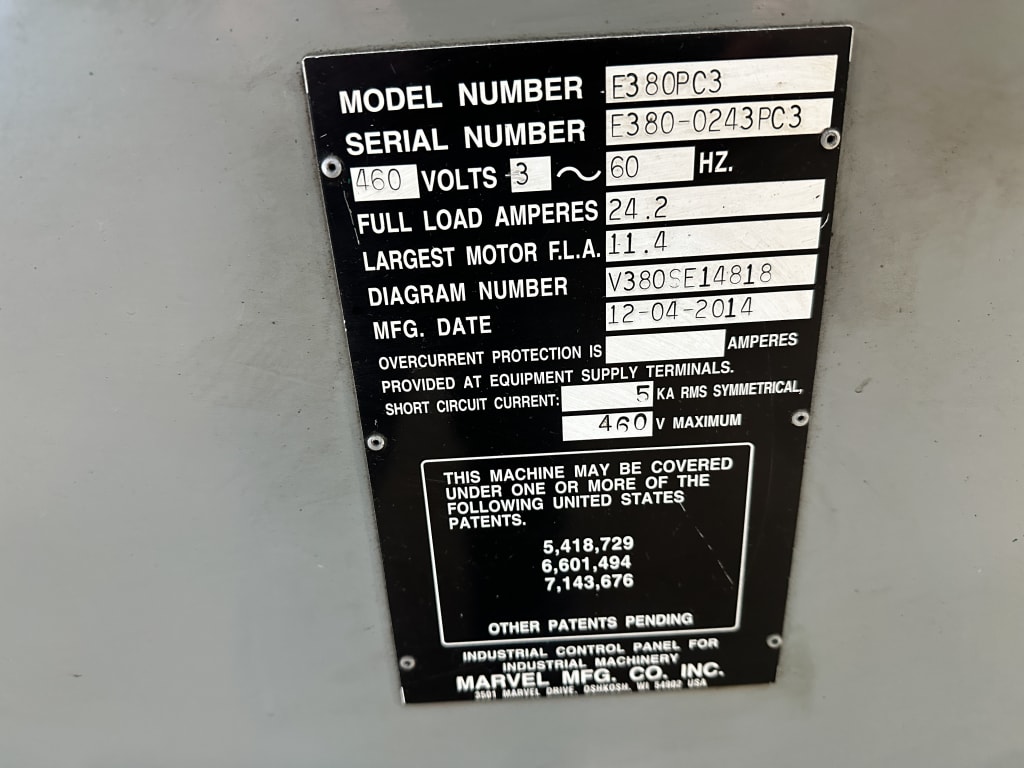 MODEL NUMBER E380PC3
SERIAL NUMBER E380-0243PC3
460 VOLTS 3 ~ 60 HZ.
FULL LOAD AMPERES 24.2
LARGEST MOTOR F.L.A. 11.4
DIAGRAM NUMBER V380SE14818
MFG. DATE 12-04-2014
OVERCURRENT PROTECTION IS AMPERES
PROVIDED AT EQUIPMENT SUPPLY TERMINALS.
SHORT CIRCUIT CURRENT: 5 KA RMS SYMMETRICAL,
460 V MAXIMUM
THIS MACHINE MAY BE COVERED
UNDER ONE OR MORE OF THE
FOLLOWING UNITED STATES
PATENTS.
5,418,729
6,601,494
7,143,676
OTHER PATENTS PENDING
INDUSTRIAL CONTROL PANEL FOR
INDUSTRIAL MACHINERY
MARVEL MFG. CO. INC.
3501 MARVEL DRIVE, OSHKOSH, WI 54902 USA